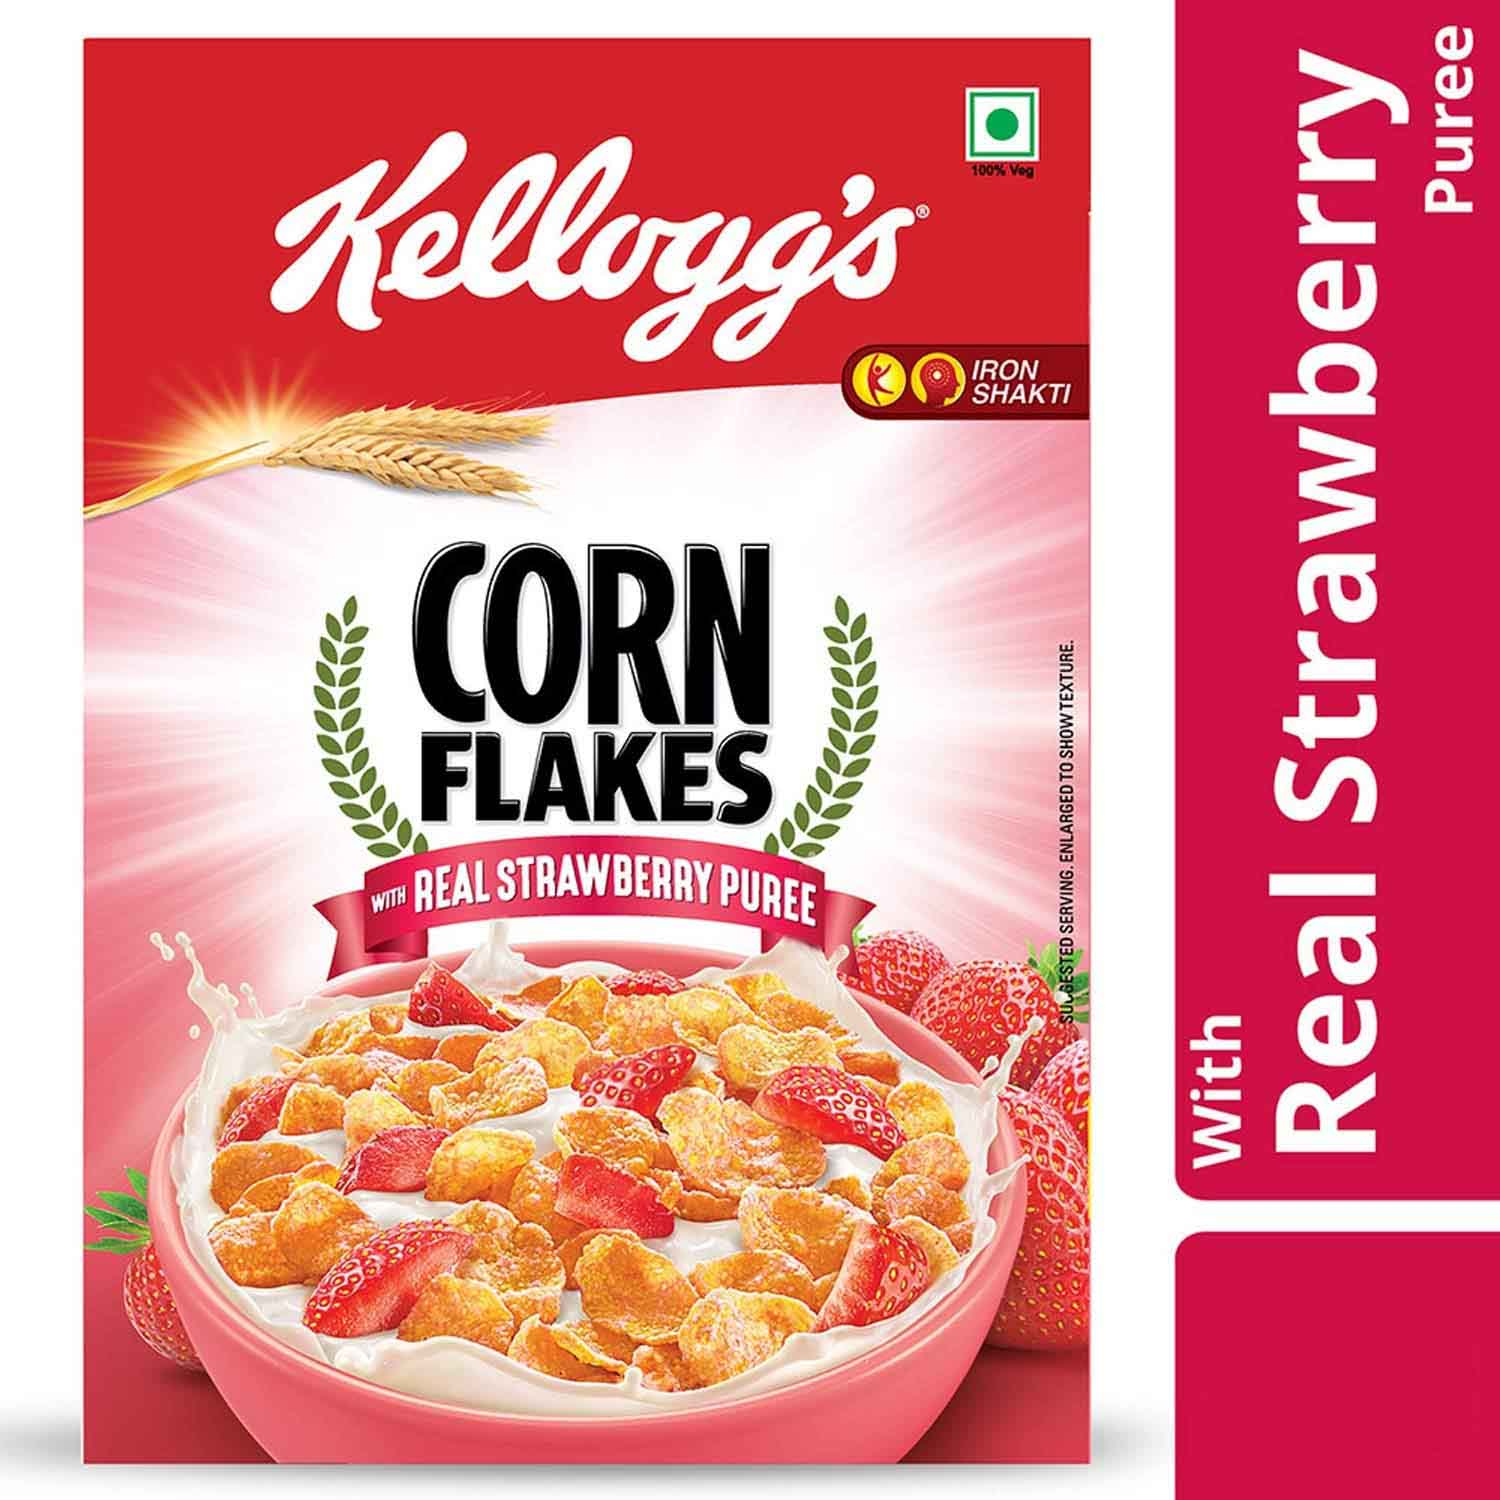 Kellogg's®
100% Veg
IRON
SHAKTI
CORN
FLAKES
WITH REAL STRAWBERRY PUREE
SUGGESTED SERVING. ENLARGED TO SHOW TEXTURE.
With
Real Strawberry
Puree